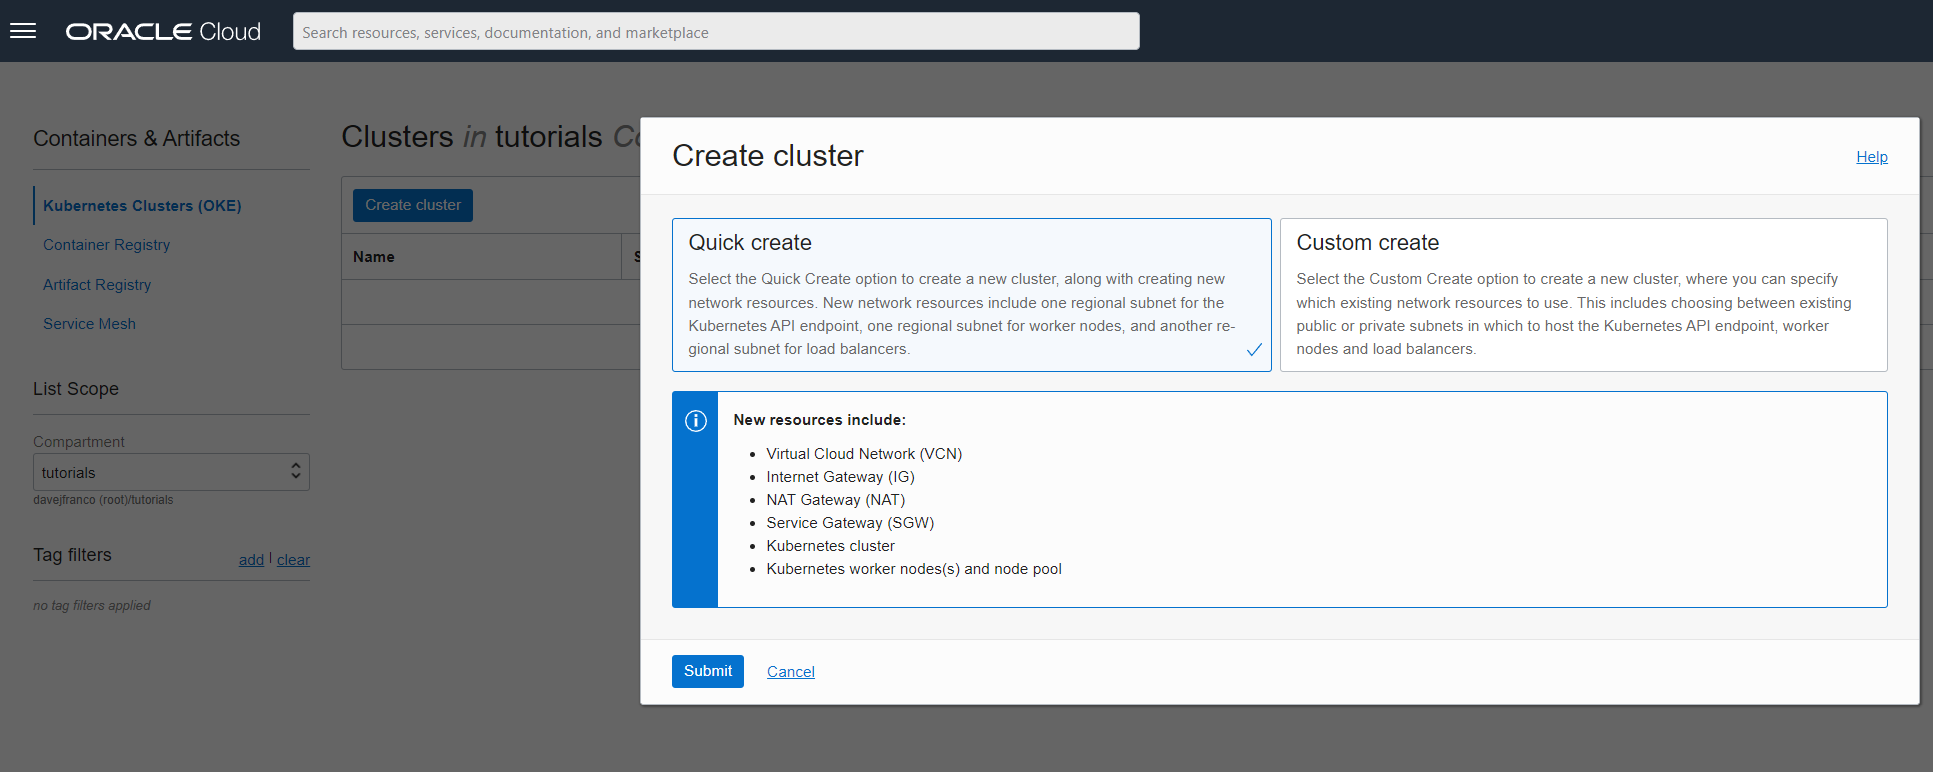 ORACLE Cloud
Search resources, services, documentation, and marketplace
Containers & Artifacts
Kubernetes Clusters (OKE)
Container Registry
Artifact Registry
Service Mesh
List Scope
Compartment
tutorials
davejfranco (root)/tutorials
Tag filters
add | clear
no tag filters applied
Clusters in tutorials
Create cluster
Name
Create cluster
Help
Quick create
Select the Quick Create option to create a new cluster, along with creating new
network resources. New network resources include one regional subnet for the
Kubernetes API endpoint, one regional subnet for worker nodes, and another re-
gional subnet for load balancers.
Custom create
Select the Custom Create option to create a new cluster, where you can specify
which existing network resources to use. This includes choosing between existing
public or private subnets in which to host the Kubernetes API endpoint, worker
nodes and load balancers.
New resources include:
• Virtual Cloud Network (VCN)
• Internet Gateway (IG)
• NAT Gateway (NAT)
• Service Gateway (SGW)
• Kubernetes cluster
• Kubernetes worker nodes(s) and node pool
Submit
Cancel